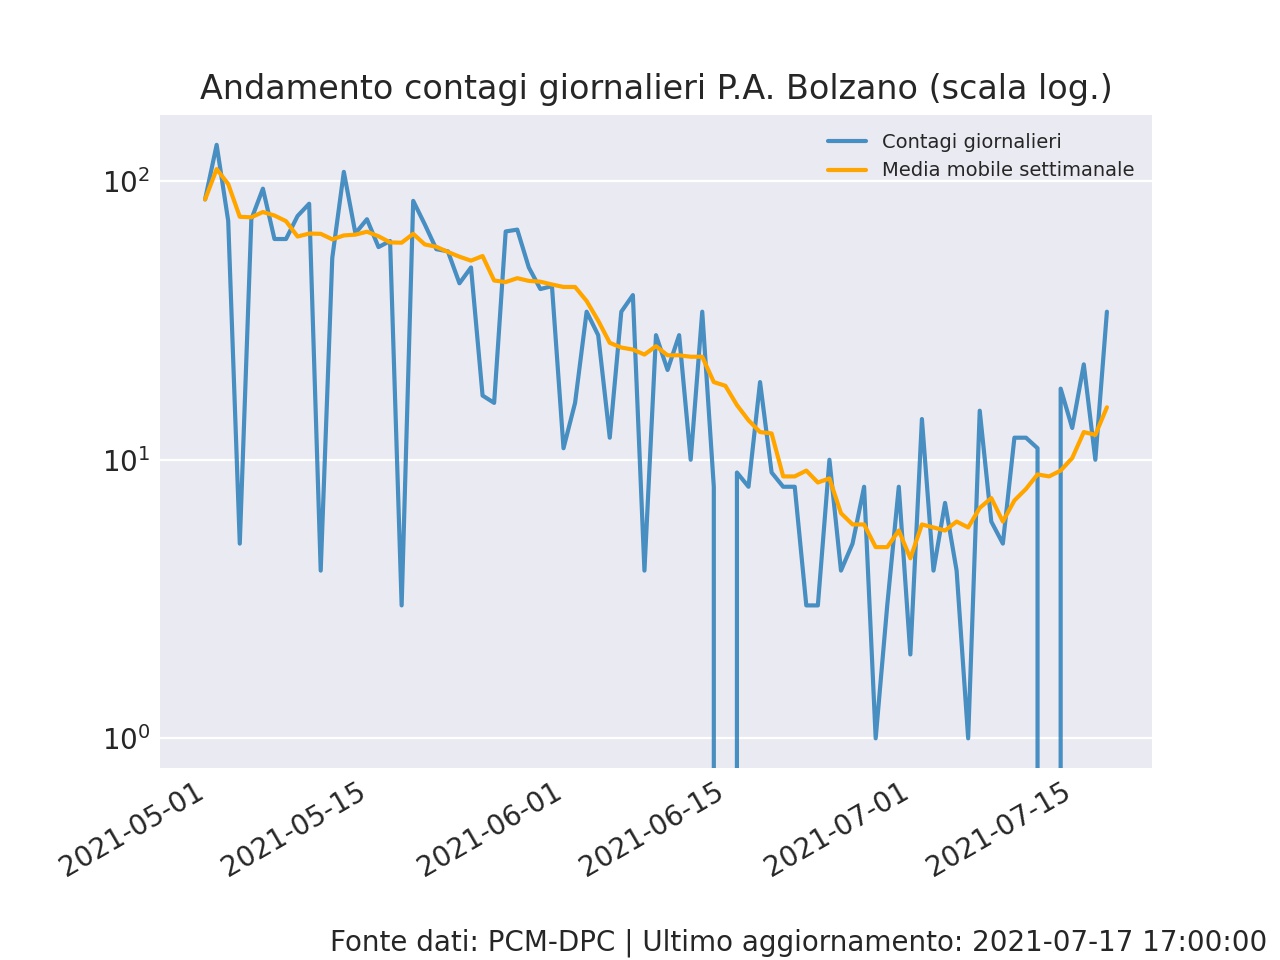 Andamento contagi giornalieri P.A. Bolzano (scala log.)
Contagi giornalieri
Media mobile settimanale
10²
10¹
10⁰
2021-05-01
2021-05-15
2021-06-01
2021-06-15
2021-07-01
2021-07-15
Fonte dati: PCM-DPC | Ultimo aggiornamento: 2021-07-17 17:00:00